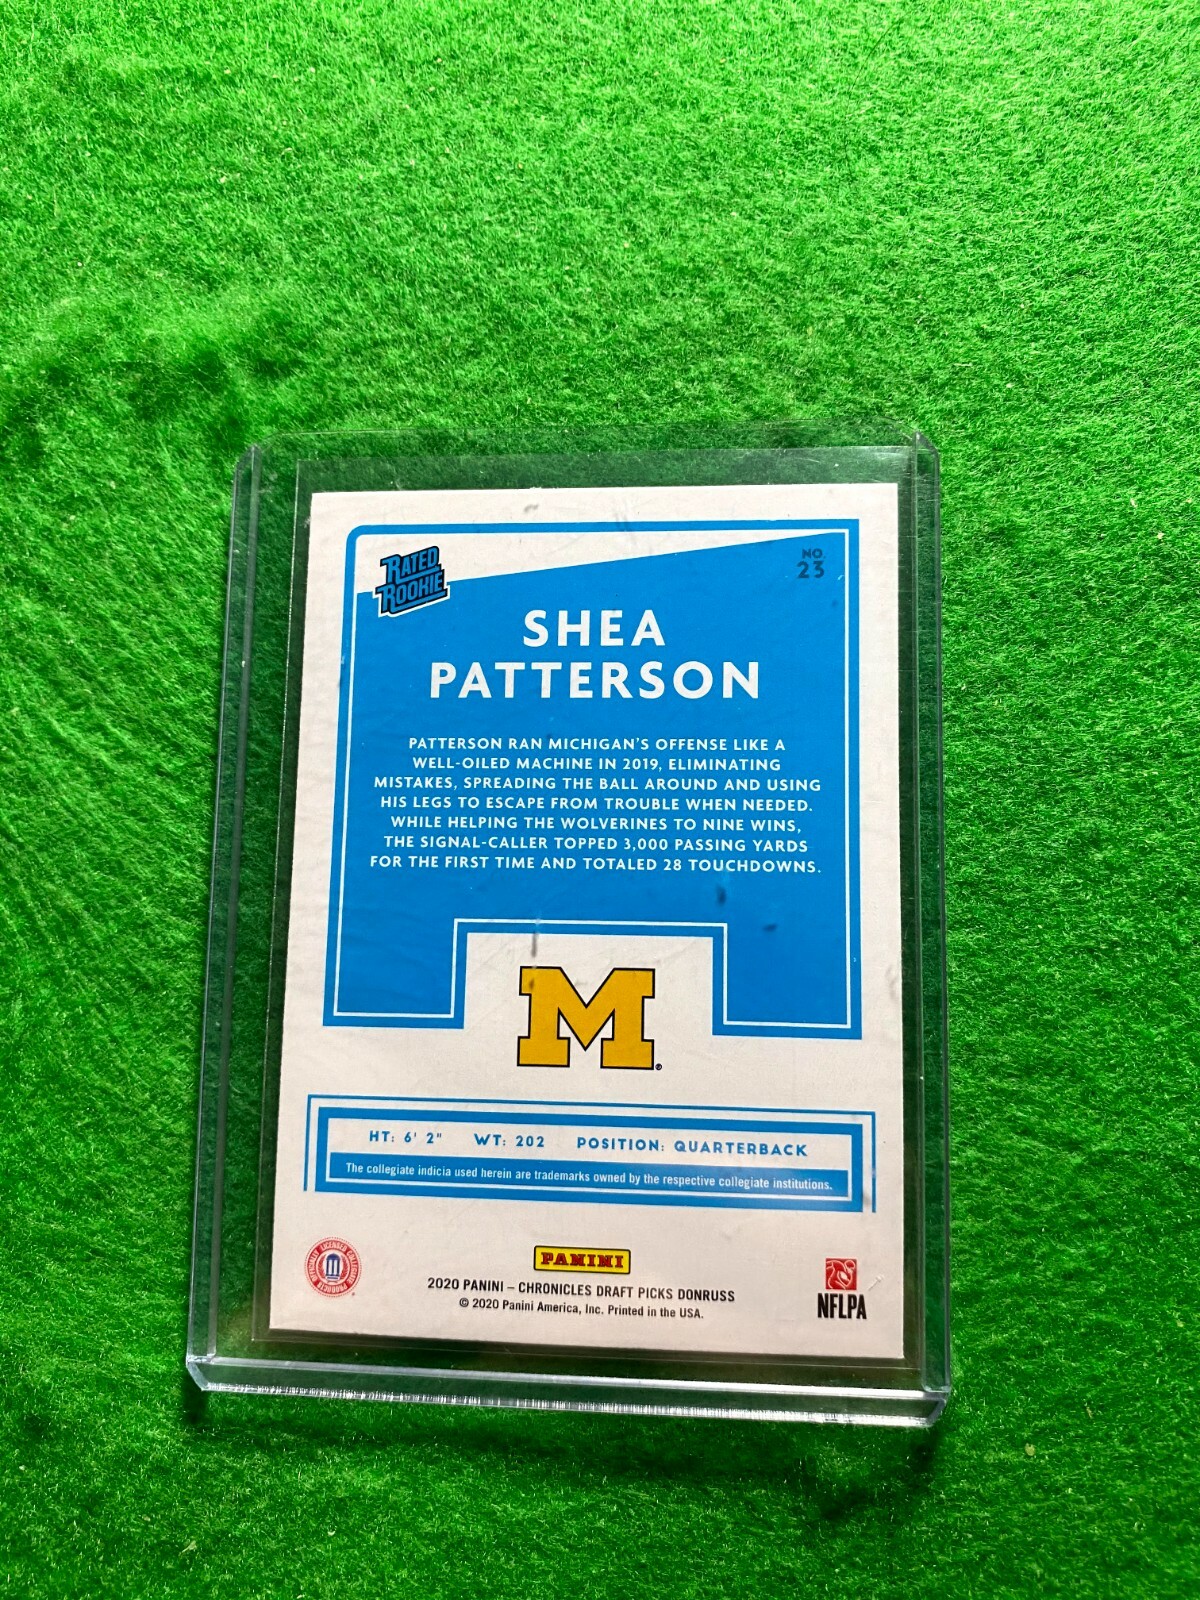 RATED
ROOKIE
NO.
23
SHEA
PATTERSON
PATTERSON RAN MICHIGAN'S OFFENSE LIKE A
WELL-OILED MACHINE IN 2019, ELIMINATING
MISTAKES, SPREADING THE BALL AROUND AND USING
HIS LEGS TO ESCAPE FROM TROUBLE WHEN NEEDED.
WHILE HELPING THE WOLVERINES TO NINE WINS,
THE SIGNAL-CALLER TOPPED 3,000 PASSING YARDS
FOR THE FIRST TIME AND TOTALED 28 TOUCHDOWNS.
M®
HT: 6' 2" WT: 202 POSITION: QUARTERBACK
The collegiate indicia used herein are trademarks owned by the respective collegiate institutions.
OFFICIALLY LICENSED COLLEGIATE PRODUCTS
PANINI
2020 PANINI – CHRONICLES DRAFT PICKS DONRUSS
© 2020 Panini America, Inc. Printed in the USA.
NFLPA